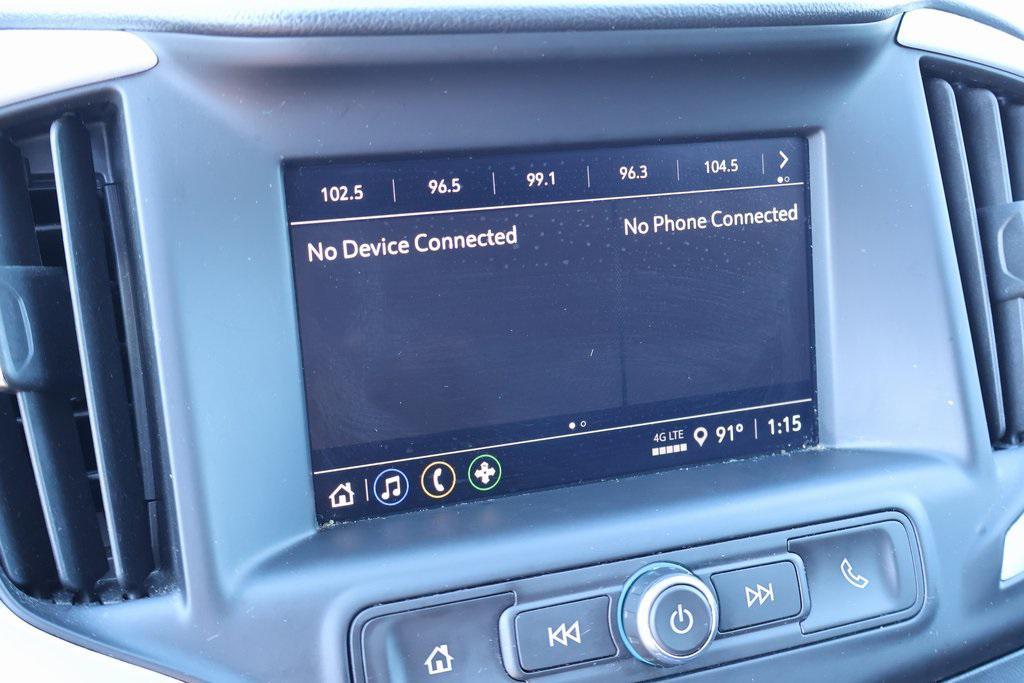 102.5 96.5 99.1 96.3 104.5
No Device Connected No Phone Connected
4G LTE 91° 1:15